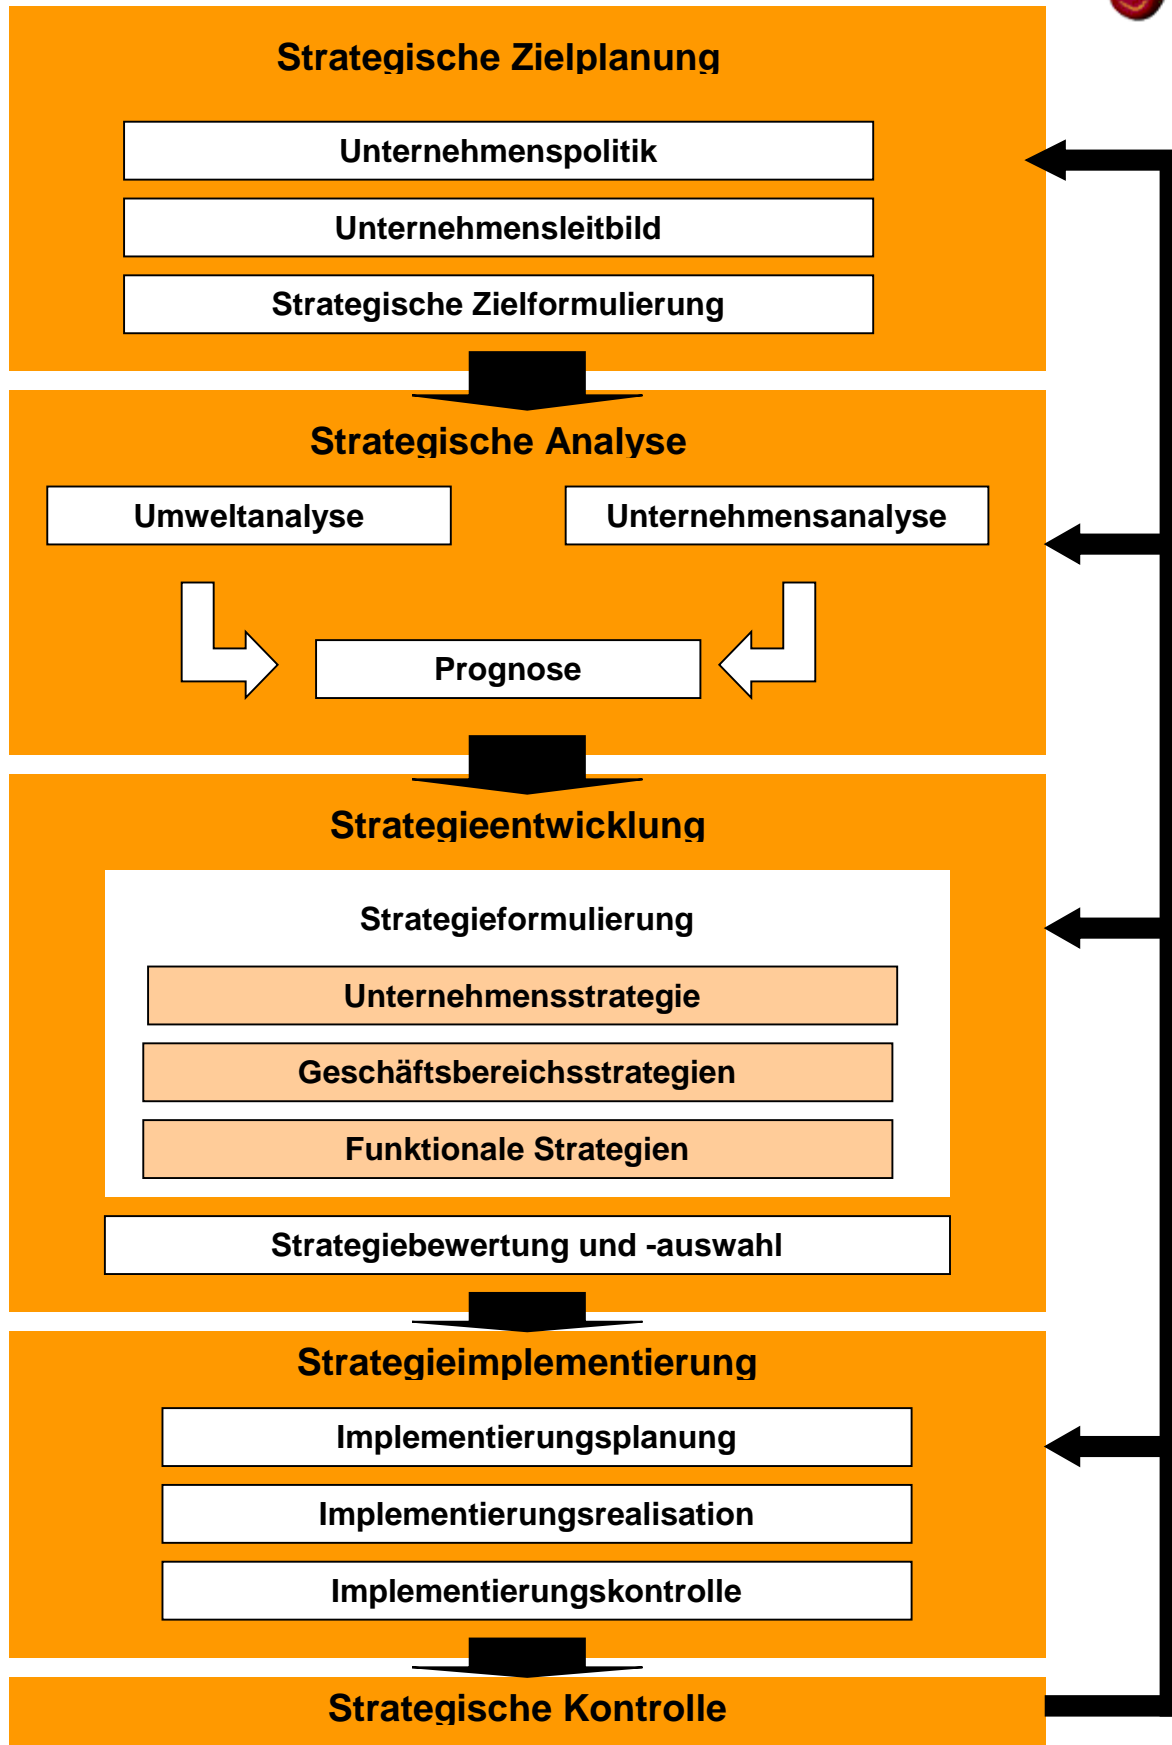 Strategische Zielplanung
Unternehmenspolitik
Unternehmensleitbild
Strategische Zielformulierung
Strategische Analyse
Umweltanalyse
Unternehmensanalyse
Prognose
Strategieentwicklung
Strategieformulierung
Unternehmensstrategie
Geschäftsbereichsstrategien
Funktionale Strategien
Strategiebewertung und -auswahl
Strategieimplementierung
Implementierungsplanung
Implementierungsrealisation
Implementierungskontrolle
Strategische Kontrolle